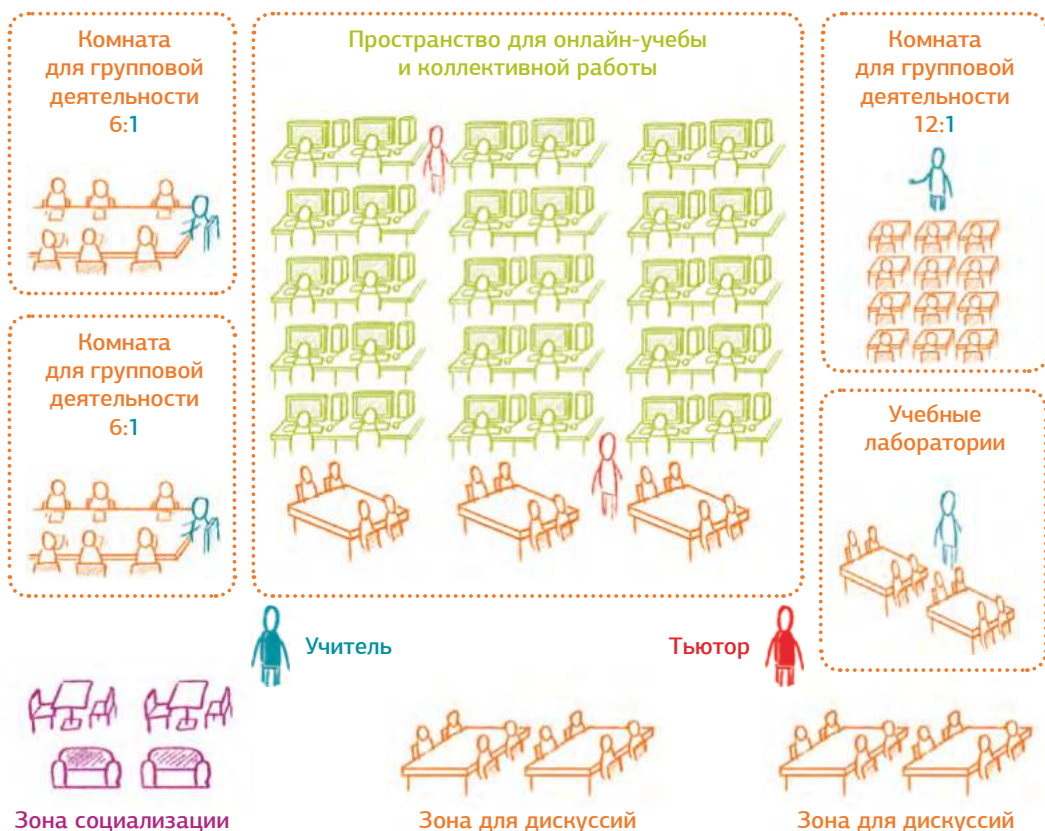 Комната
для групповой
деятельности
6:1
Пространство для онлайн-учебы
и коллективной работы
Комната
для групповой
деятельности
12:1
Комната
для групповой
деятельности
6:1
Учебные
лаборатории
Учитель
Тьютор
Зона социализации
Зона для дискуссий
Зона для дискуссий